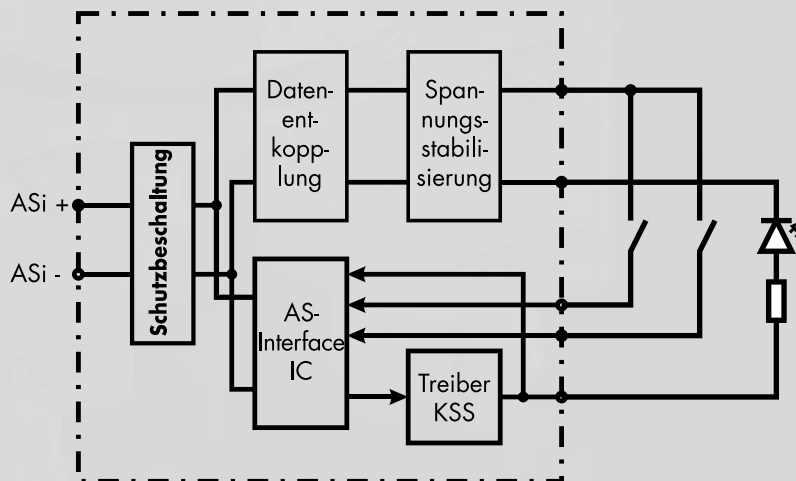 Daten-
ent-
kopp-
lung
Span-
nungs-
stabili-
sierung
Schutzbeschaltung
ASi +
ASi -
AS-
Interface
IC
Treiber
KSS